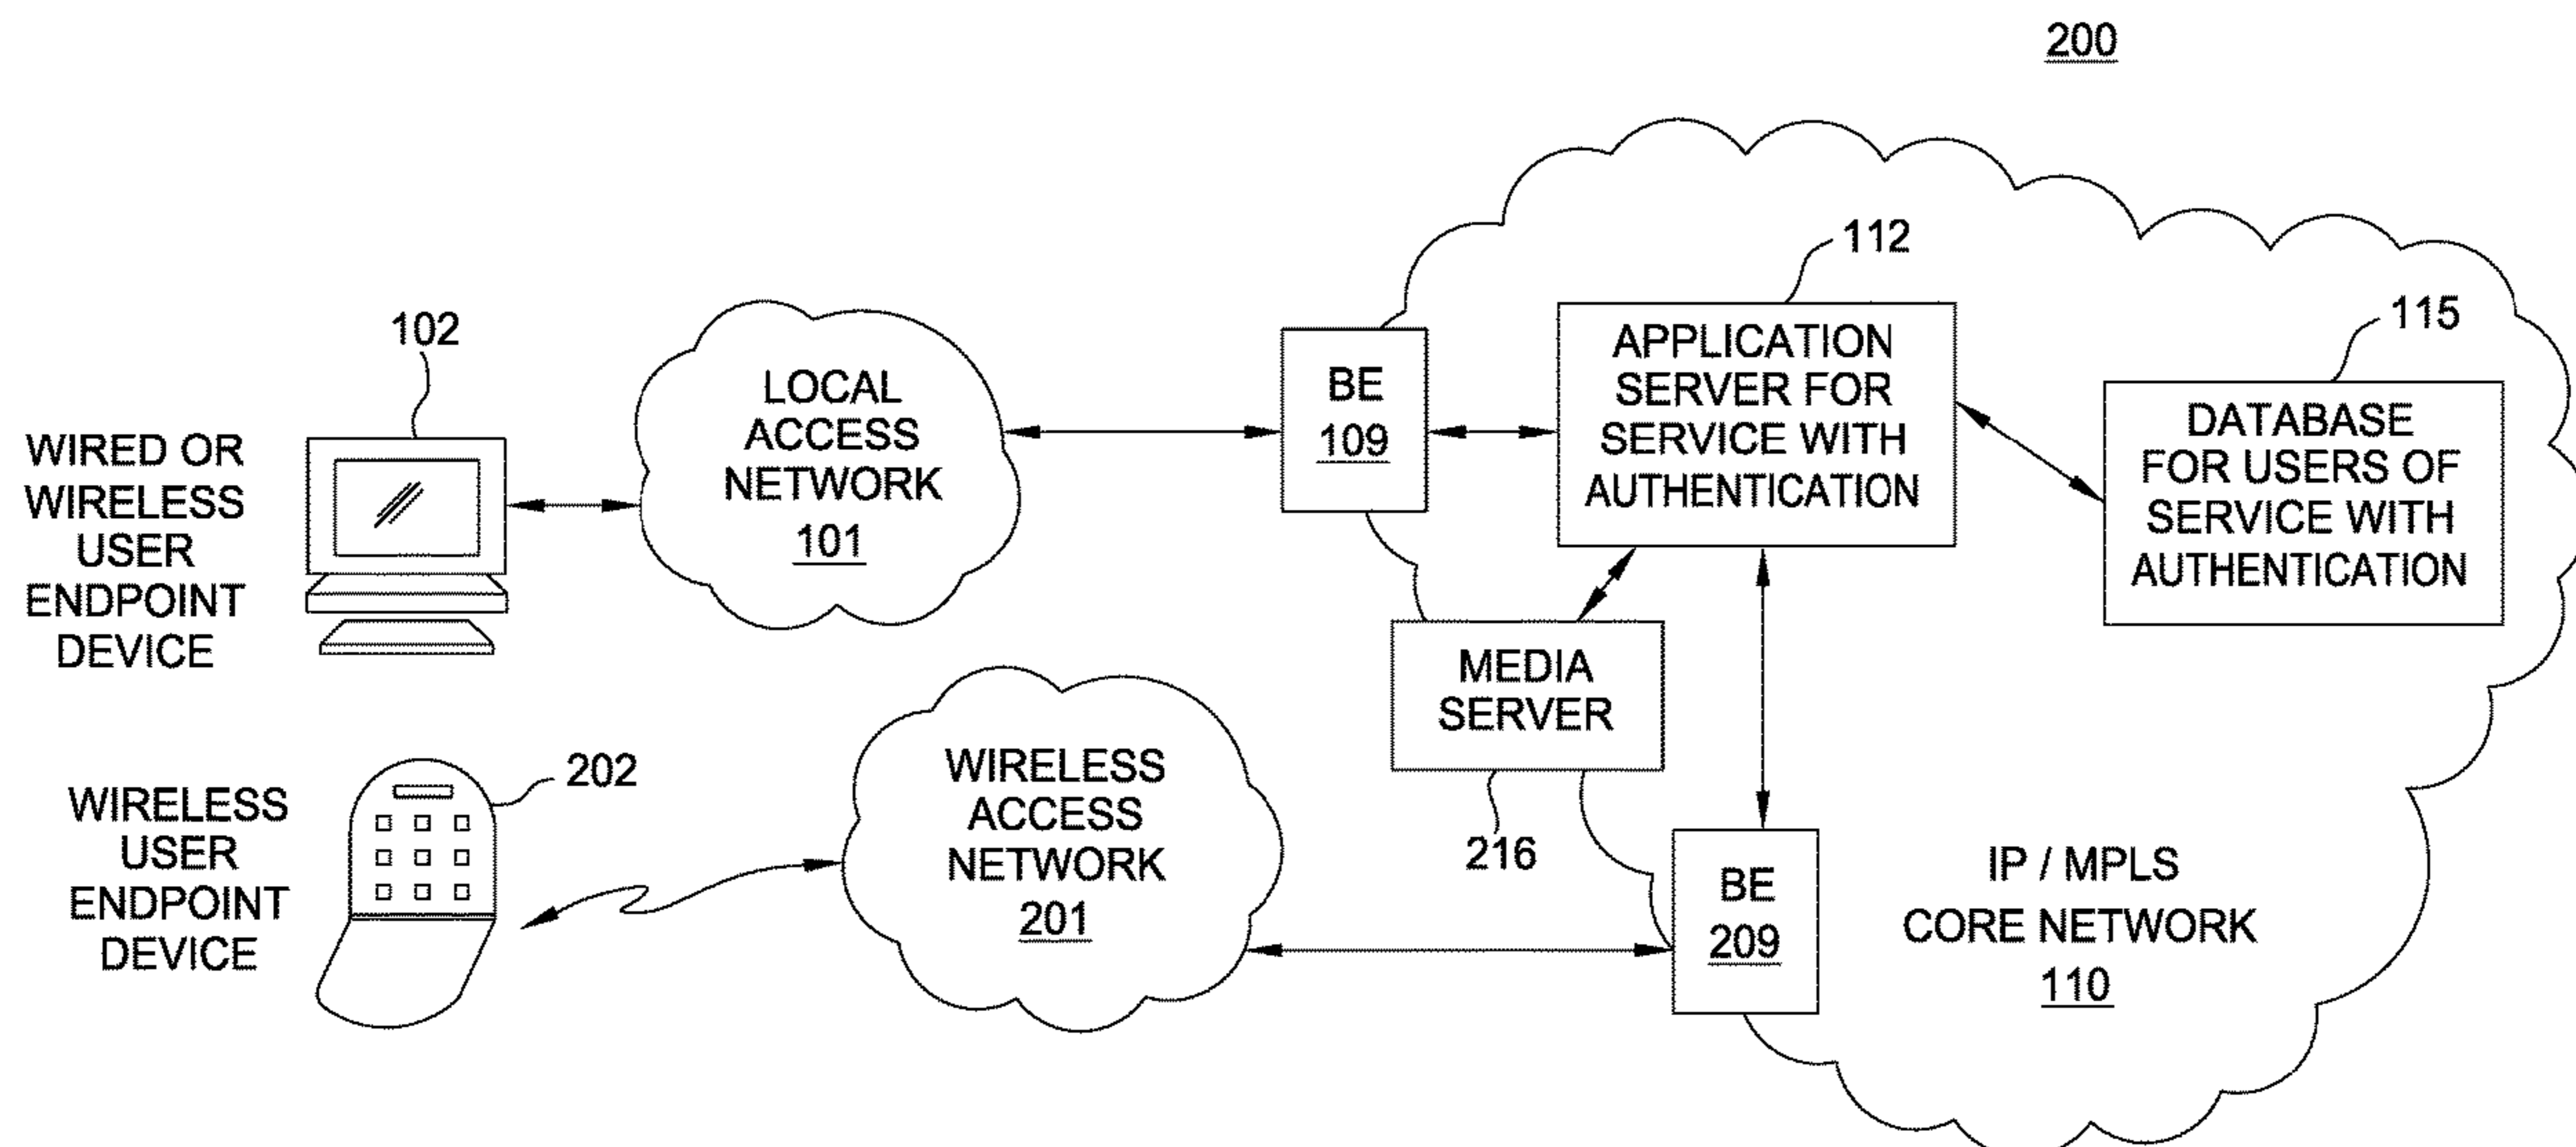 200
102
WIRED OR
WIRELESS
USER
ENDPOINT
DEVICE
LOCAL
ACCESS
NETWORK
101
BE
109
112
APPLICATION
SERVER FOR
SERVICE WITH
AUTHENTICATION
115
DATABASE
FOR USERS OF
SERVICE WITH
AUTHENTICATION
MEDIA
SERVER
216
WIRELESS
USER
ENDPOINT
DEVICE
202
WIRELESS
ACCESS
NETWORK
201
BE
209
IP / MPLS
CORE NETWORK
110